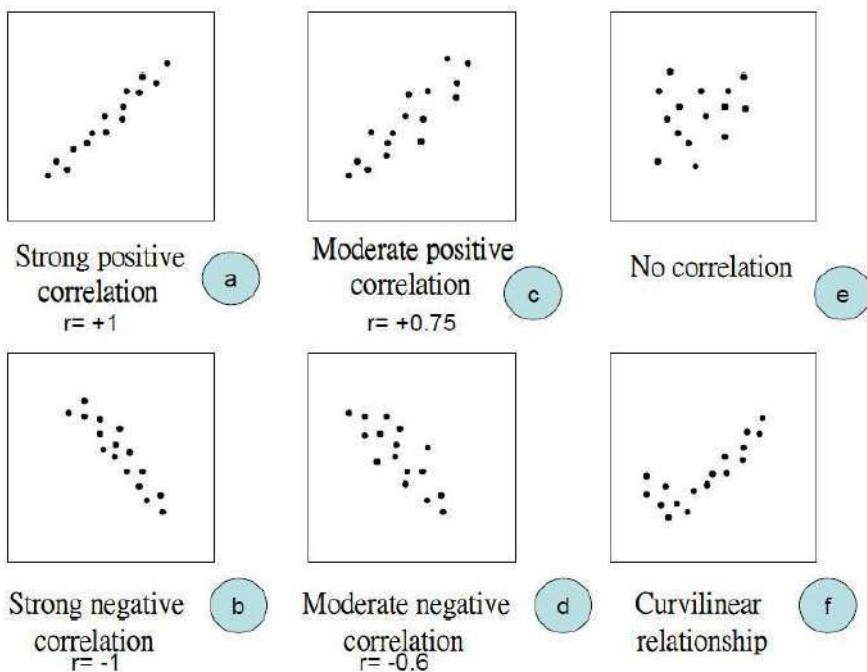 Strong positive
correlation
r= +1
a
Moderate positive
correlation
r= +0.75
c
No correlation
e
Strong negative
correlation
r= -1
b
Moderate negative
correlation
r= -0.6
d
Curvilinear
relationship
f